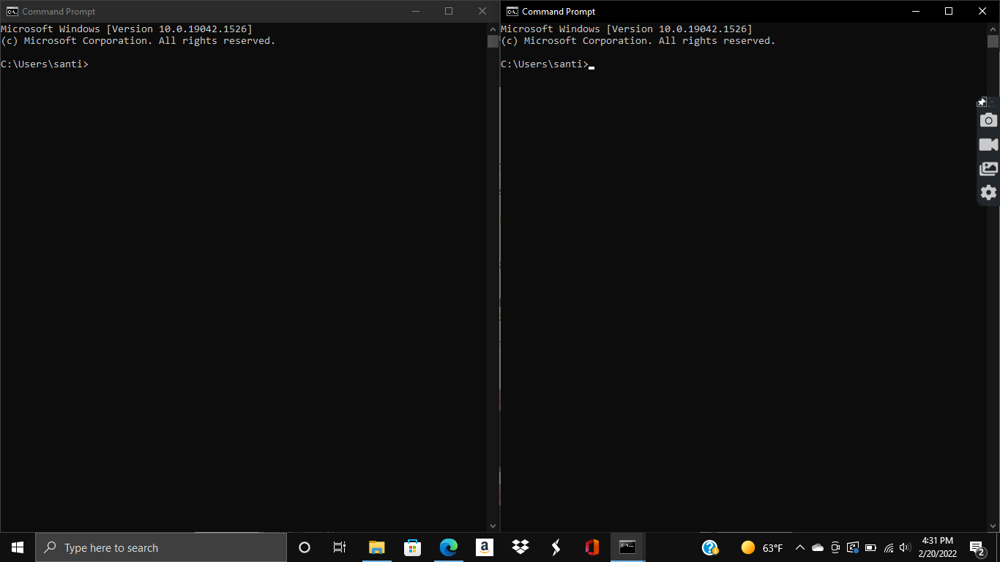 Command Prompt
Microsoft Windows [Version 10.0.19042.1526]
(c) Microsoft Corporation. All rights reserved.
C:\Users\santi>
Command Prompt
Microsoft Windows [Version 10.0.19042.1526]
(c) Microsoft Corporation. All rights reserved.
C:\Users\santi>
Type here to search
63°F
4:31 PM
2/20/2022
2